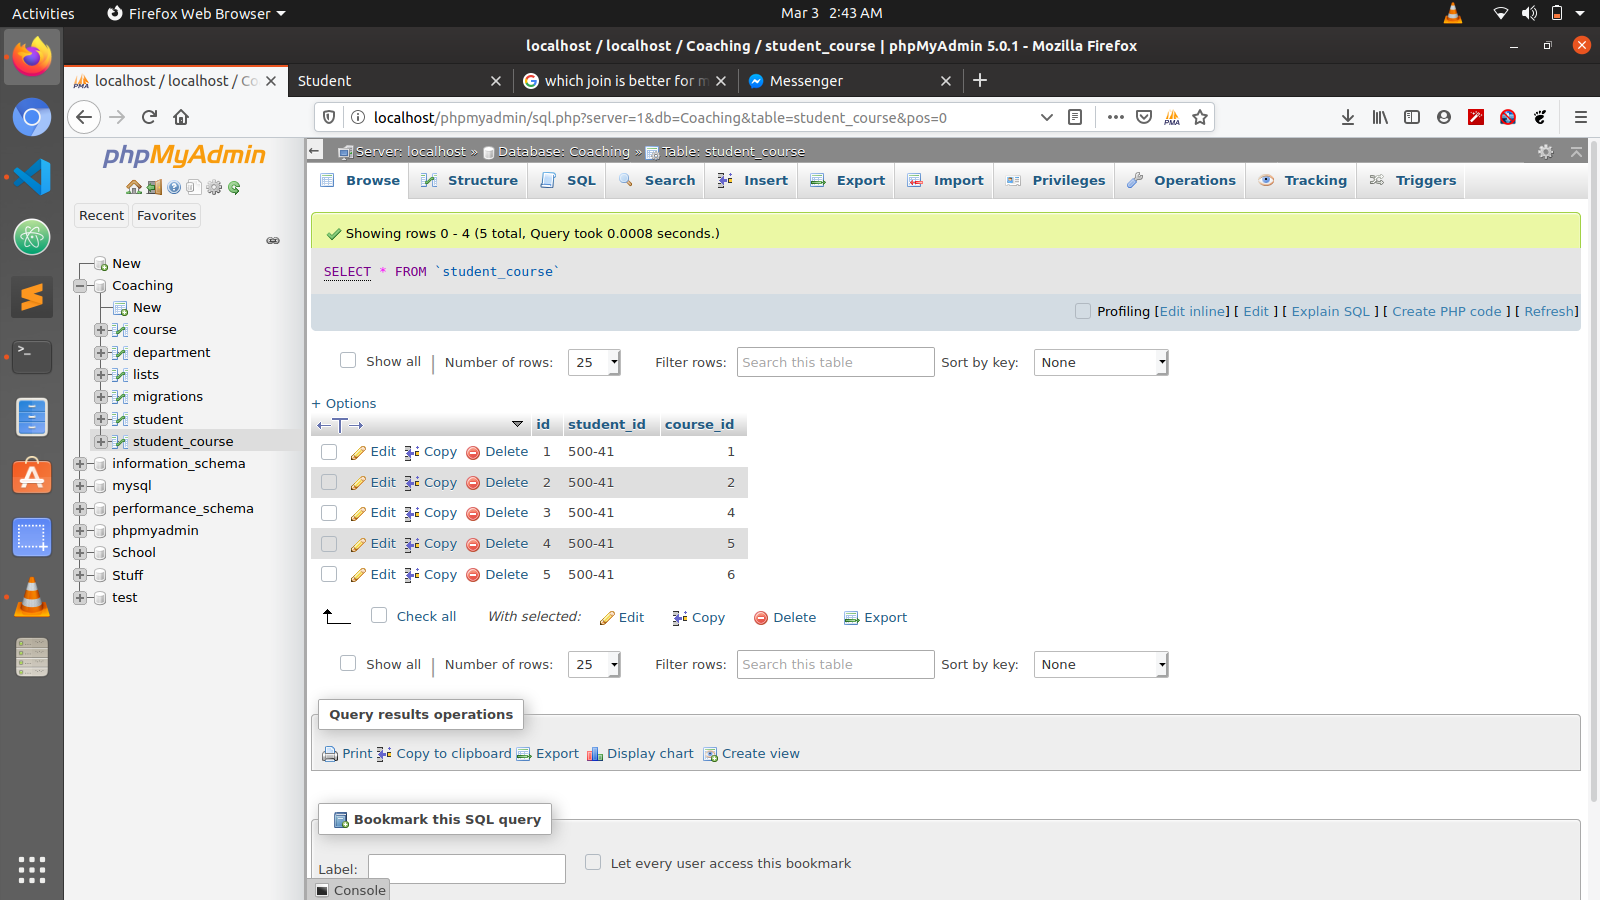 Activities Firefox Web Browser Mar 3 2:43 AM
localhost / localhost / Coaching / student_course | phpMyAdmin 5.0.1 - Mozilla Firefox
localhost / localhost / Co Student which join is better for m Messenger
localhost/phpmyadmin/sql.php?server=1&db=Coaching&table=student_course&pos=0
phpMyAdmin
Recent Favorites
New
Coaching
New
course
department
lists
migrations
student
student_course
information_schema
mysql
performance_schema
phpmyadmin
School
Stuff
test
Server: localhost » Database: Coaching » Table: student_course
Browse Structure SQL Search Insert Export Import Privileges Operations Tracking Triggers
Showing rows 0 - 4 (5 total, Query took 0.0008 seconds.)
SELECT * FROM `student_course`
Profiling [Edit inline] [ Edit ] [ Explain SQL ] [ Create PHP code ] [ Refresh]
Show all | Number of rows: 25 Filter rows: Search this table Sort by key: None
+ Options
←T→ id student_id course_id
Edit Copy Delete 1 500-41 1
Edit Copy Delete 2 500-41 2
Edit Copy Delete 3 500-41 4
Edit Copy Delete 4 500-41 5
Edit Copy Delete 5 500-41 6
Check all With selected: Edit Copy Delete Export
Show all | Number of rows: 25 Filter rows: Search this table Sort by key: None
Query results operations
Print Copy to clipboard Export Display chart Create view
Bookmark this SQL query
Label: Let every user access this bookmark
Console